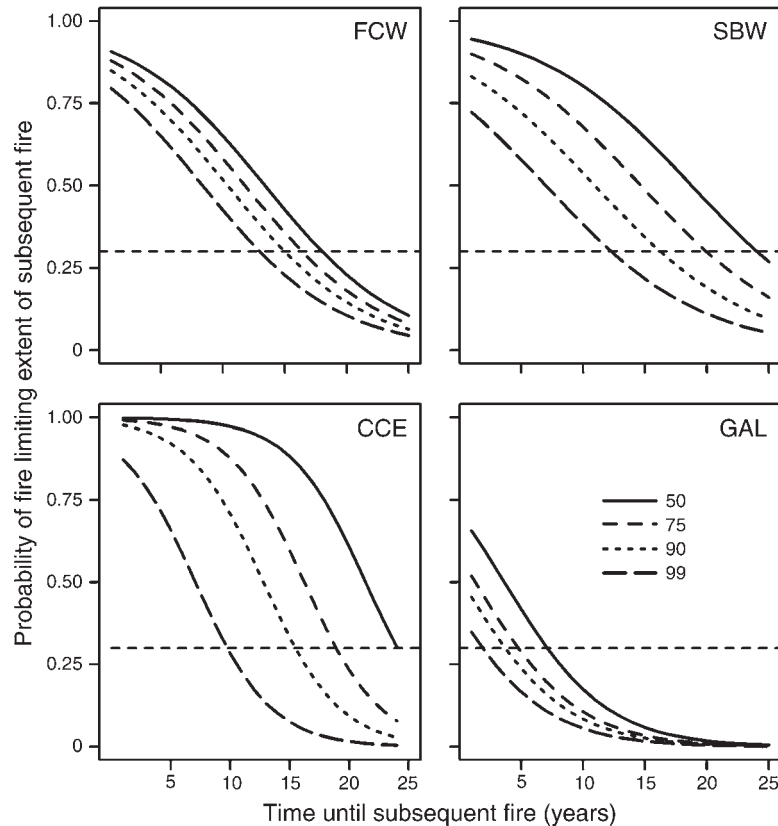 Probability of fire limiting extent of subsequent fire
1.00
0.75
0.50
0.25
0
FCW
SBW
1.00
0.75
0.50
0.25
0
CCE
GAL
50
75
90
99
5 10 15 20 25
5 10 15 20 25
Time until subsequent fire (years)